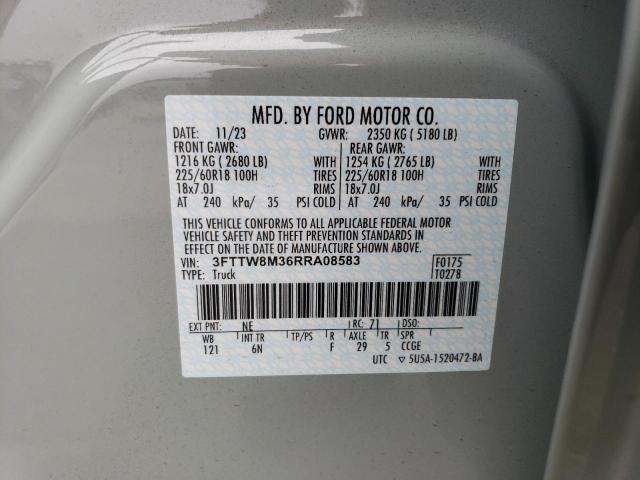 MFD. BY FORD MOTOR CO.
DATE: 11/23 GVWR: 2350 KG ( 5180 LB)
FRONT GAWR: REAR GAWR:
1216 KG ( 2680 LB) WITH 1254 KG ( 2765 LB) WITH
225/60R18 100H TIRES 225/60R18 100H TIRES
18x7.0J RIMS 18x7.0J RIMS
AT 240 kPa/ 35 PSI COLD AT 240 kPa/ 35 PSI COLD
THIS VEHICLE CONFORMS TO ALL APPLICABLE FEDERAL MOTOR
VEHICLE SAFETY AND THEFT PREVENTION STANDARDS IN
EFFECT ON THE DATE OF MANUFACTURE SHOWN ABOVE.
VIN: 3FTTW8M36RRA08583 F0175
TYPE: Truck T0278
EXT PNT: NE RC: 71 DSO:
WB INT TR TP/PS R AXLE TR SPR
121 6N F 29 5 CCGE
UTC ▽ 5U5A-1520472-BA